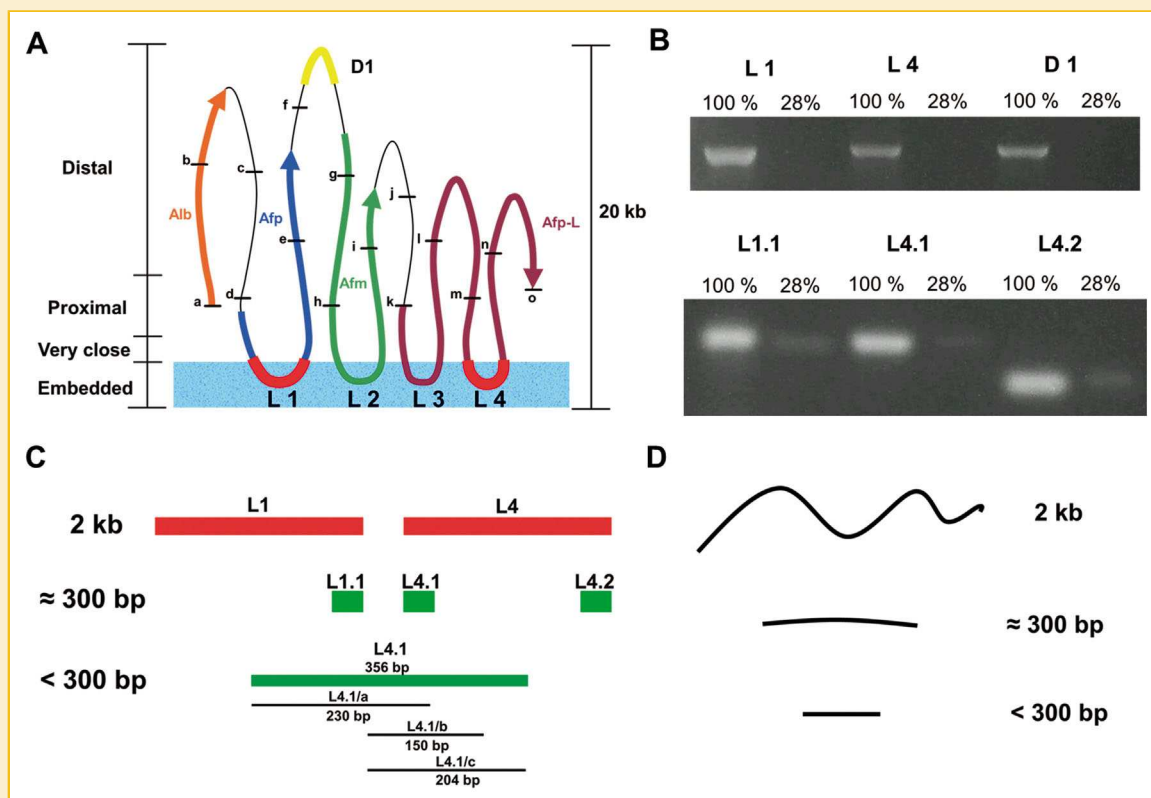 A
Distal
Proximal
Very close
Embedded
D1
f
b
c
g
j
Alb
Afp
Afp-L
e
i
l
n
Afm
a
d
h
k
m
o
L 1
L 2
L 3
L 4
20 kb
B
L 1 L 4 D 1
100 % 28% 100 % 28% 100 % 28%
L1.1 L4.1 L4.2
100 % 28% 100 % 28% 100 % 28%
C
L1 L4
2 kb
L1.1 L4.1 L4.2
≈ 300 bp
L4.1
356 bp
< 300 bp
L4.1/a
230 bp
L4.1/b
150 bp
L4.1/c
204 bp
D
2 kb
≈ 300 bp
< 300 bp